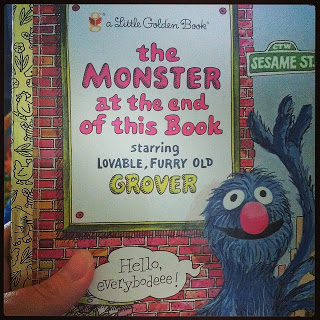 a Little Golden Book®
the
MONSTER
at the end
of this Book
starring
LOVABLE, FURRY OLD
GROVER
CTW
SESAME ST.
Hello,
everybodeee!